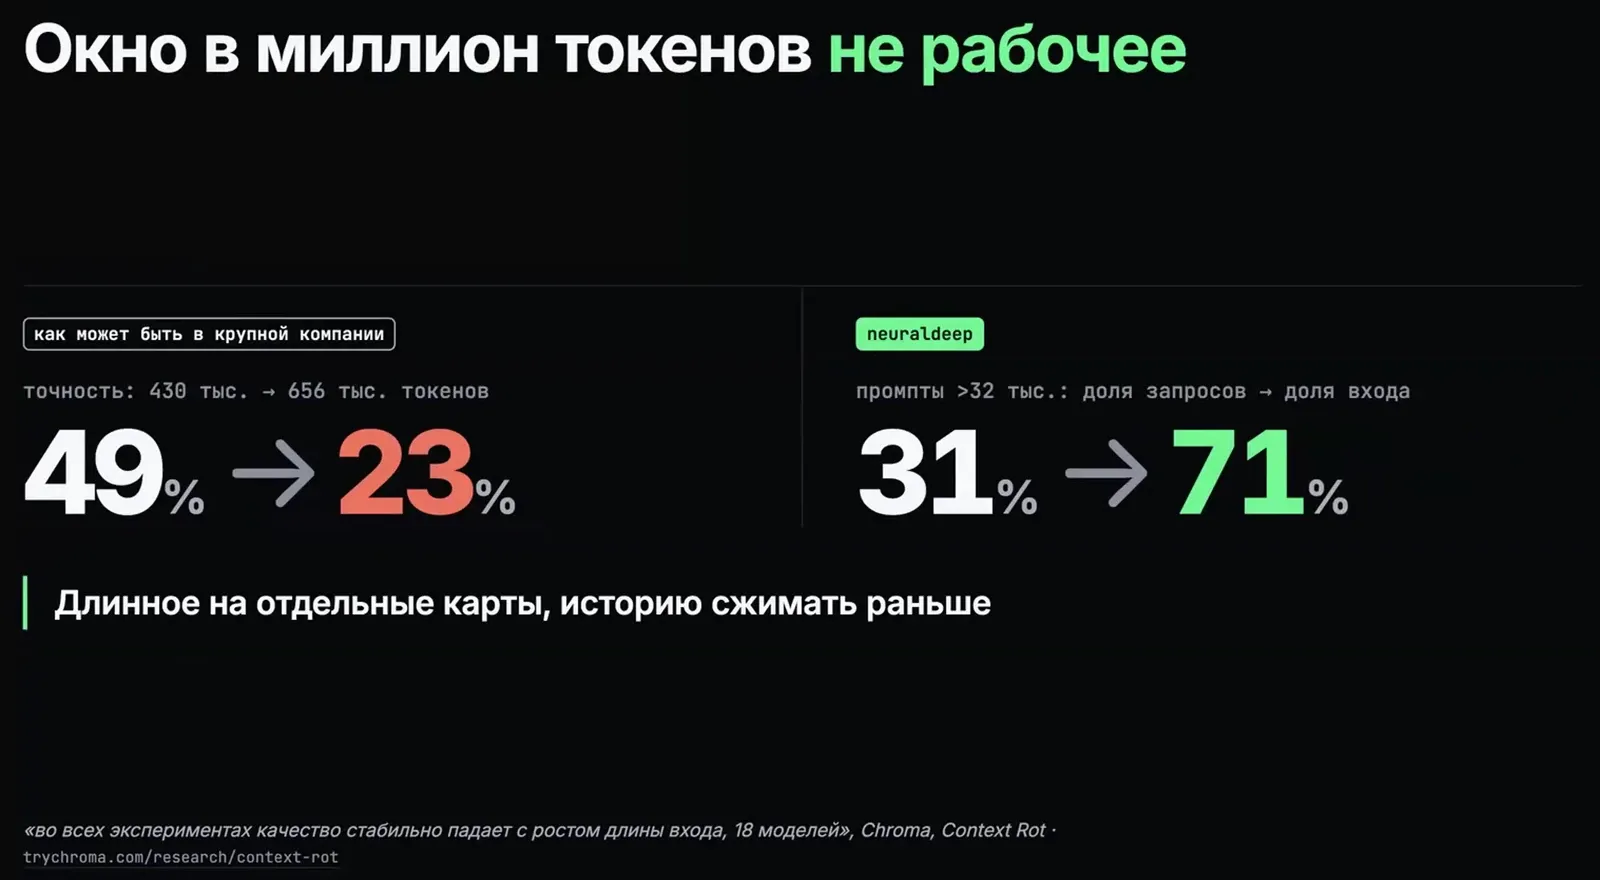 Окно в миллион токенов не рабочее
как может быть в крупной компании
точность: 430 тыс. → 656 тыс. токенов
49% → 23%
neuraldeep
промпты >32 тыс.: доля запросов → доля входа
31% → 71%
Длинное на отдельные карты, историю сжимать раньше
«во всех экспериментах качество стабильно падает с ростом длины входа, 18 моделей», Chroma, Context Rot ·
trychroma.com/research/context-rot